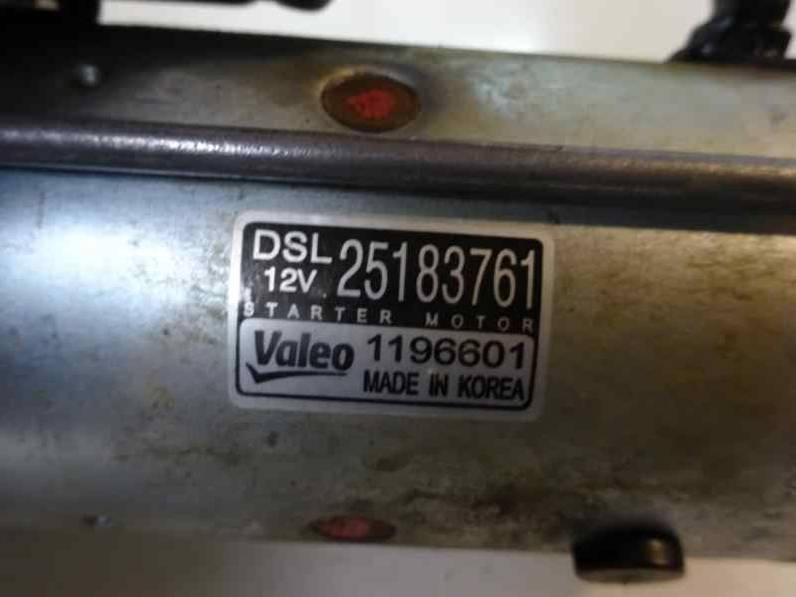 DSL 25183761
12V
STARTER MOTOR
Valeo 1196601
MADE IN KOREA